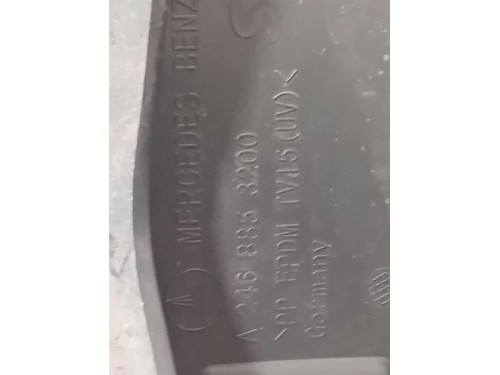 MERCEDES BENZ
A 246 885 3200
>PP EPDM TV15 (UV)<
Germany